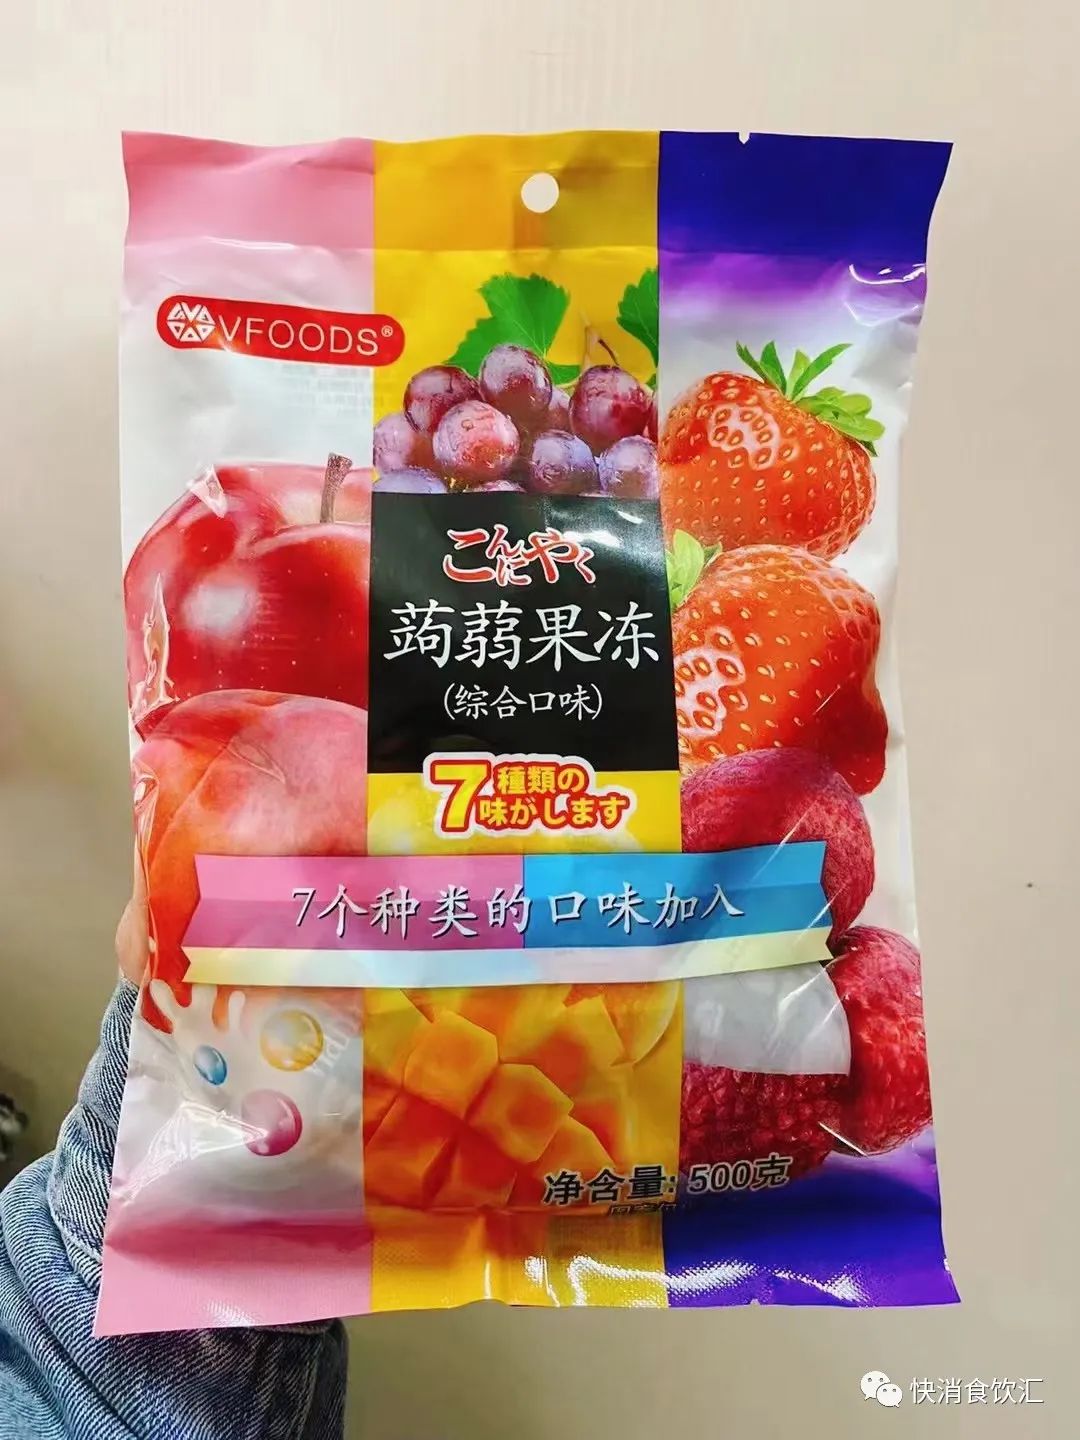 VFOODS®
こんにやく
蒟蒻果冻
(综合口味)
7種類の
味がします
7个种类的口味加入
净含量: 500克
快消食饮汇